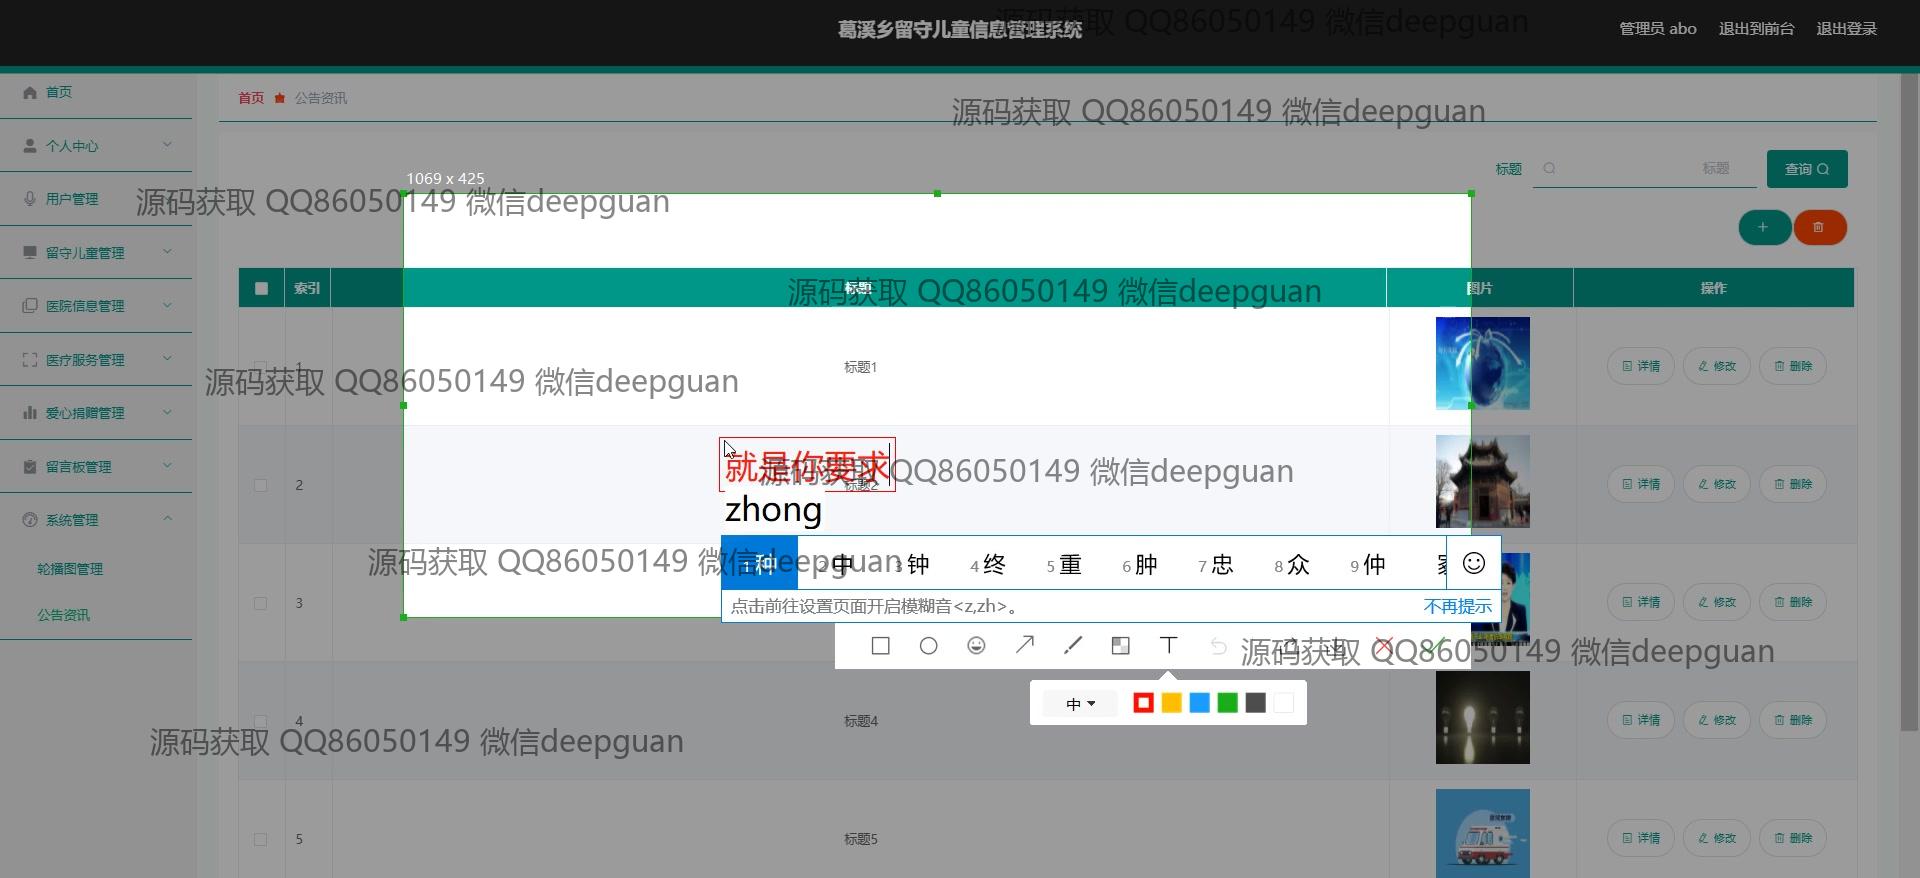 葛溪乡留守儿童信息管理系统
源码获取 QQ86050149 微信deepguan
管理员 abo
退出到前台
退出登录
首页
个人中心
用户管理
留守儿童管理
医院信息管理
医疗服务管理
爱心捐赠管理
留言板管理
系统管理
轮播图管理
公告资讯
首页 公告资讯
源码获取 QQ86050149 微信deepguan
标题 标题 查询
1069 x 425
源码获取 QQ86050149 微信deepguan
索引 标题 图片 操作
源码获取 QQ86050149 微信deepguan
1 标题1 详情 修改 删除
源码获取 QQ86050149 微信deepguan
就是你要求
源码获取 QQ86050149 微信deepguan
2 标题2 详情 修改 删除
zhong
源码获取 QQ86050149 微信deepguan
1 种 2 中 3 钟 4 终 5 重 6 肿 7 忠 8 众 9 仲
点击前往设置页面开启模糊音<z,zh>。 不再提示
3 详情 修改 删除
源码获取 QQ86050149 微信deepguan
中
4 标题4 详情 修改 删除
源码获取 QQ86050149 微信deepguan
5 标题5 详情 修改 删除